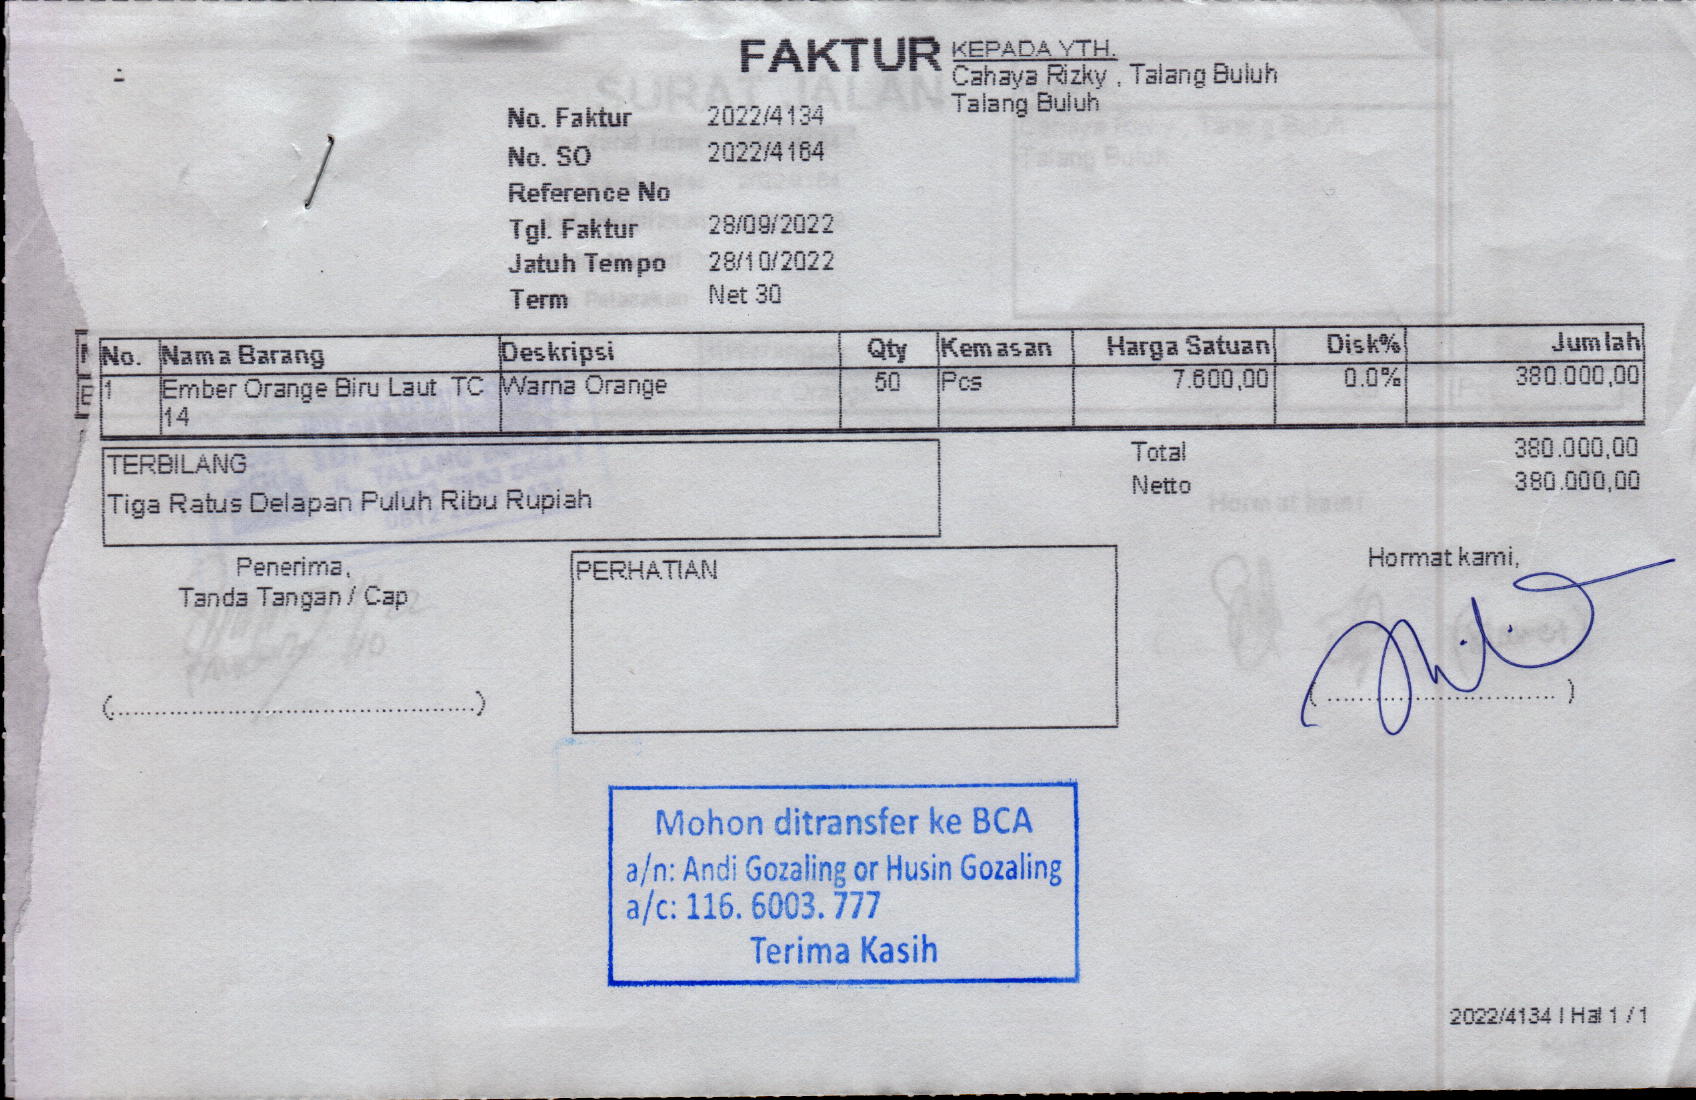 FAKTUR
KEPADA YTH.
Cahaya Rizky , Talang Buluh
Talang Buluh
No. Faktur 2022/4134
No. SO 2022/4164
Reference No
Tgl. Faktur 28/09/2022
Jatuh Tempo 28/10/2022
Term Net 30
No. Nama Barang Deskripsi Qty Kemasan Harga Satuan Disk% Jumlah
1 Ember Orange Biru Laut TC Warna Orange 50 Pcs 7.600,00 0.0% 380.000,00
14
TERBILANG
Tiga Ratus Delapan Puluh Ribu Rupiah
Total 380.000,00
Netto 380.000,00
Penerima,
Tanda Tangan / Cap
(..................................................)
PERHATIAN
Hormat kami,
( ............................... )
Mohon ditransfer ke BCA
a/n: Andi Gozaling or Husin Gozaling
a/c: 116. 6003. 777
Terima Kasih
2022/4134 | Hal 1 / 1